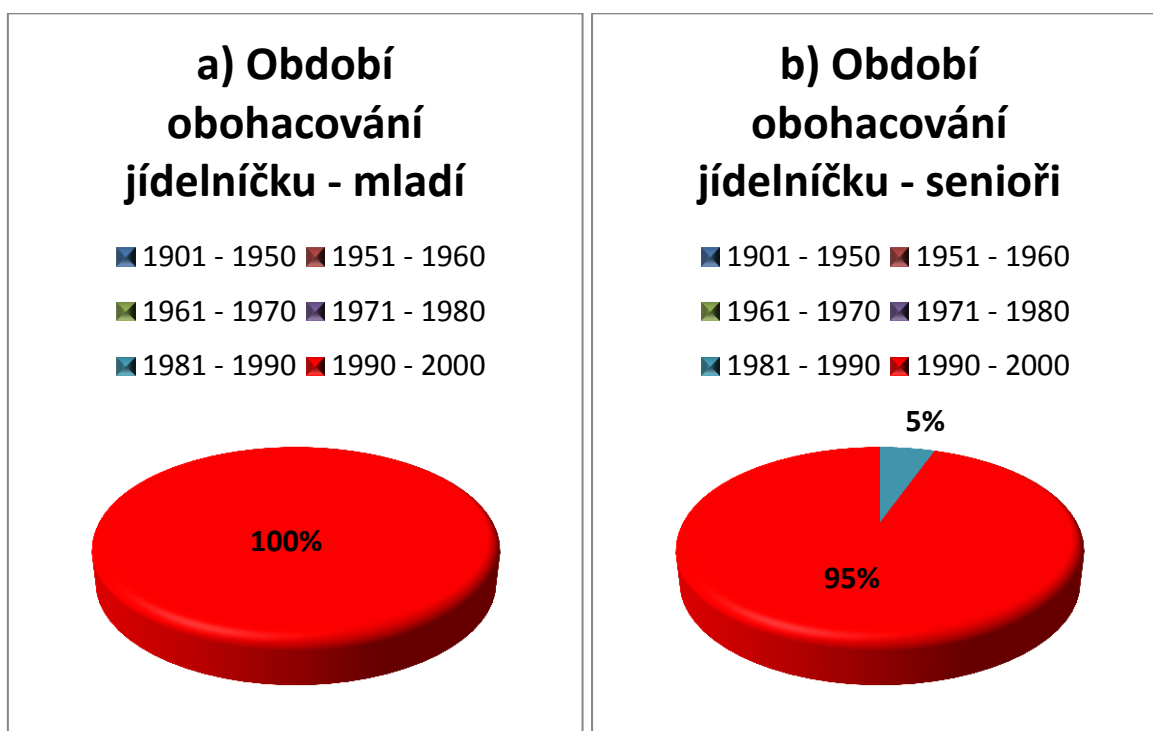 a) Období
obohacování
jídelníčku - mladí
1901 - 1950 1951 - 1960
1961 - 1970 1971 - 1980
1981 - 1990 1990 - 2000
100%
b) Období
obohacování
jídelníčku - senioři
1901 - 1950 1951 - 1960
1961 - 1970 1971 - 1980
1981 - 1990 1990 - 2000
5%
95%